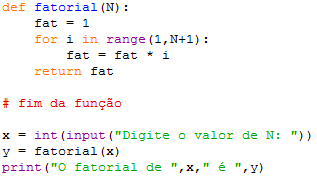 def fatorial(N):
    fat = 1
    for i in range(1,N+1):
        fat = fat * i
    return fat
# fim da função
x = int(input("Digite o valor de N: "))
y = fatorial(x)
print("O fatorial de ",x," é ",y)